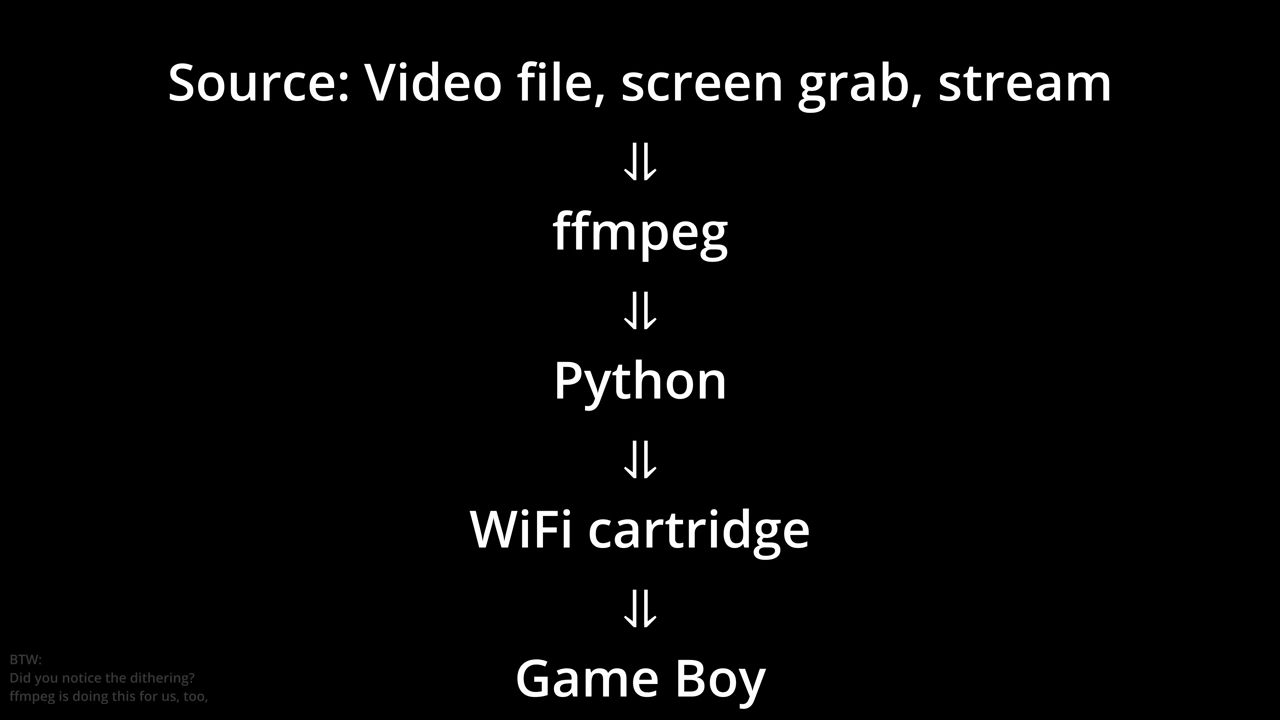 Source: Video file, screen grab, stream
⇓
ffmpeg
⇓
Python
⇓
WiFi cartridge
⇓
Game Boy
BTW:
Did you notice the dithering?
ffmpeg is doing this for us, too,